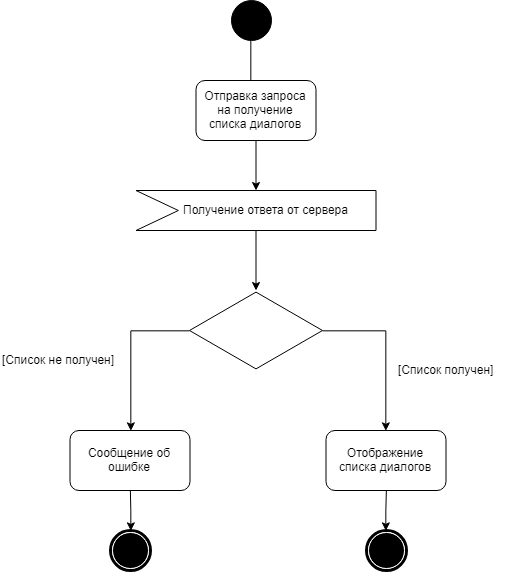 Отправка запроса
на получение
списка диалогов
Получение ответа от сервера
[Список не получен]
[Список получен]
Сообщение об
ошибке
Отображение
списка диалогов